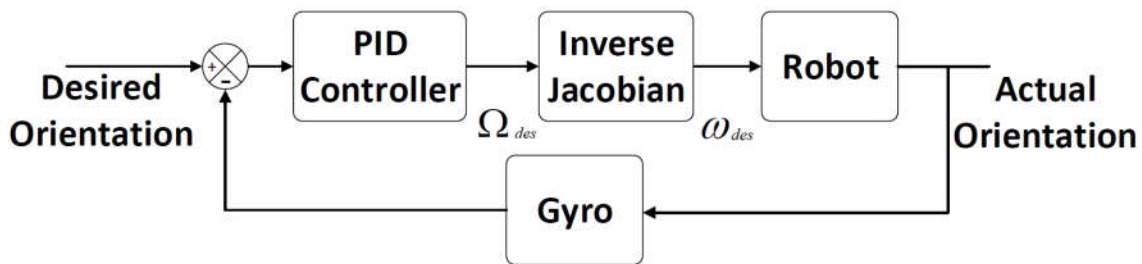 Desired
Orientation
+
-
PID
Controller
Ω des
Inverse
Jacobian
ω des
Robot
Actual
Orientation
Gyro